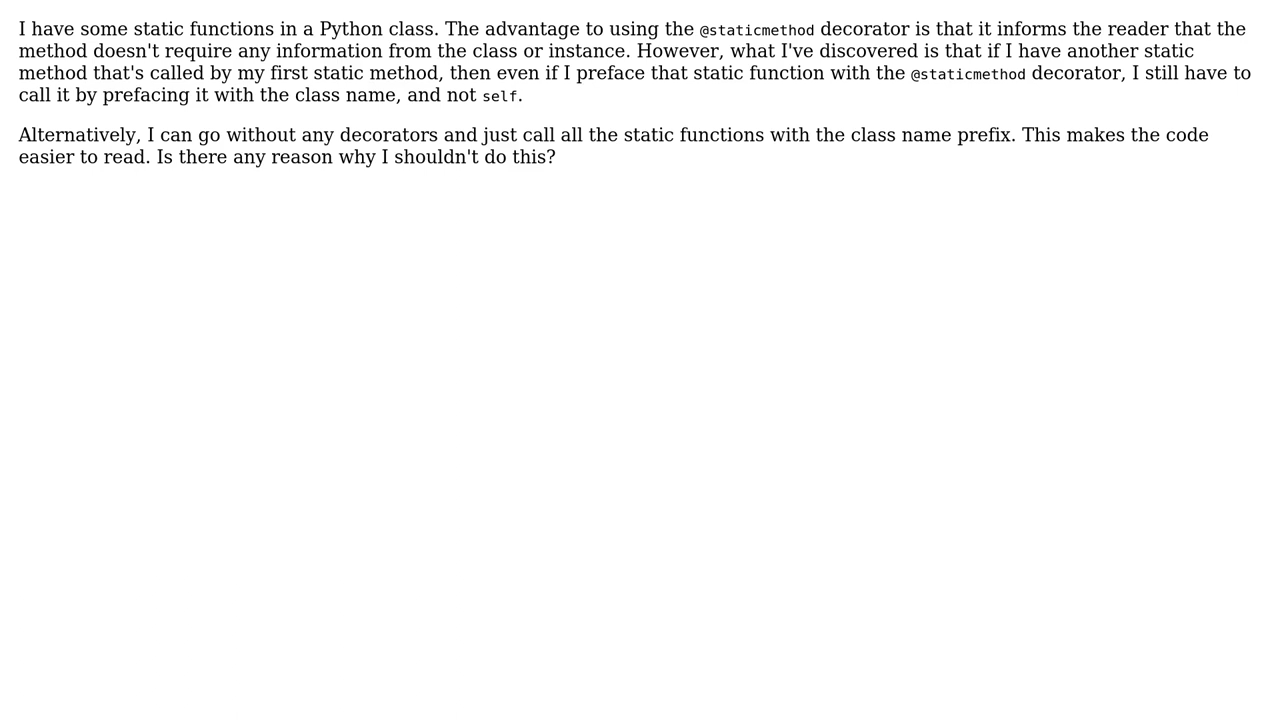 I have some static functions in a Python class. The advantage to using the @staticmethod decorator is that it informs the reader that the
method doesn't require any information from the class or instance. However, what I've discovered is that if I have another static
method that's called by my first static method, then even if I preface that static function with the @staticmethod decorator, I still have to
call it by prefacing it with the class name, and not self.
Alternatively, I can go without any decorators and just call all the static functions with the class name prefix. This makes the code
easier to read. Is there any reason why I shouldn't do this?